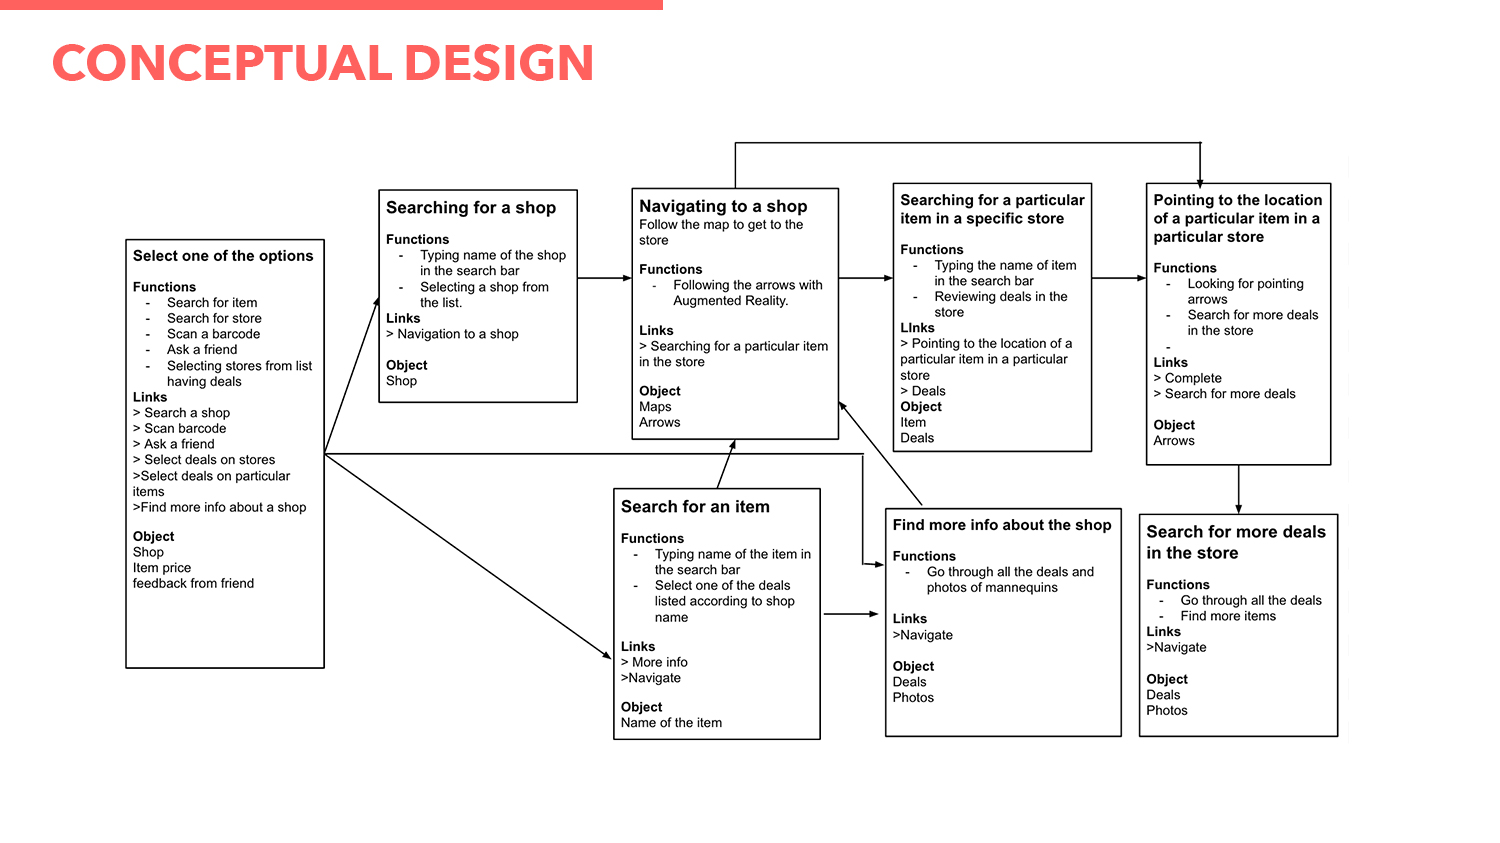 CONCEPTUAL DESIGN
Select one of the options
Functions
- Search for item
- Search for store
- Scan a barcode
- Ask a friend
- Selecting stores from list
having deals
Links
> Search a shop
> Scan barcode
> Ask a friend
> Select deals on stores
>Select deals on particular
items
>Find more info about a shop
Object
Shop
Item price
feedback from friend
Searching for a shop
Functions
- Typing name of the shop
in the search bar
- Selecting a shop from
the list.
Links
> Navigation to a shop
Object
Shop
Navigating to a shop
Follow the map to get to the
store
Functions
- Following the arrows with
Augmented Reality.
Links
> Searching for a particular item
in the store
Object
Maps
Arrows
Searching for a particular
item in a specific store
Functions
- Typing the name of item
in the search bar
- Reviewing deals in the
store
LInks
> Pointing to the location of a
particular item in a particular
store
> Deals
Object
Item
Deals
Pointing to the location
of a particular item in a
particular store
Functions
- Looking for pointing
arrows
- Search for more deals
in the store
-
Links
> Complete
> Search for more deals
Object
Arrows
Search for an item
Functions
- Typing name of the item in
the search bar
- Select one of the deals
listed according to shop
name
Links
> More info
>Navigate
Object
Name of the item
Find more info about the shop
Functions
- Go through all the deals and
photos of mannequins
Links
>Navigate
Object
Deals
Photos
Search for more deals
in the store
Functions
- Go through all the deals
- Find more items
Links
>Navigate
Object
Deals
Photos